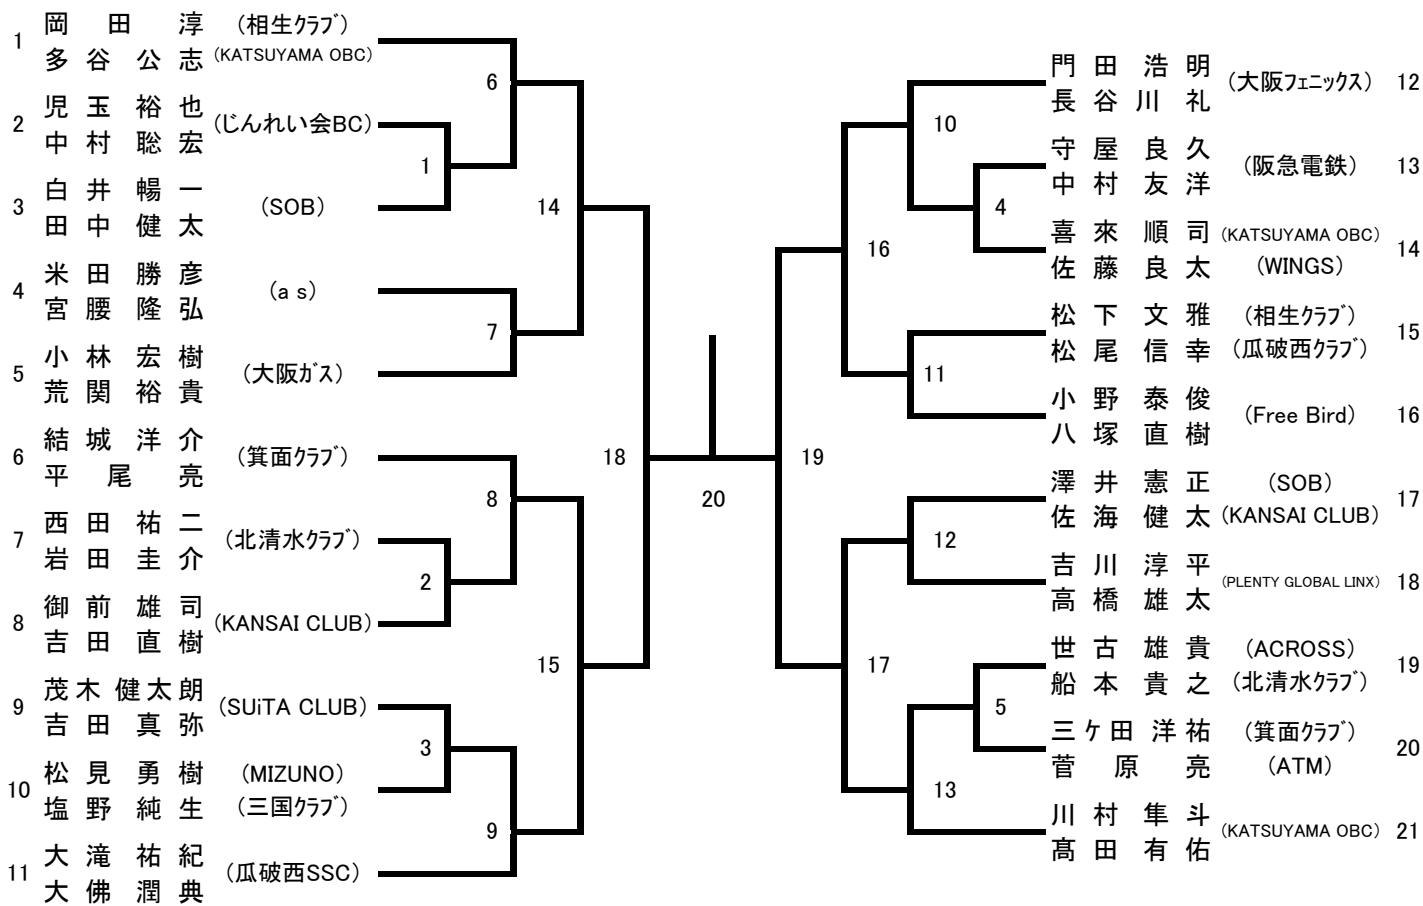 1 岡田淳 (相生ｸﾗﾌﾞ)
多谷公志 (KATSUYAMA OBC)
2 児玉裕也 (じんれい会BC)
中村聡宏
3 白井暢一 (SOB)
田中健太
4 米田勝彦 (a s)
宮腰隆弘
5 小林宏樹 (大阪ｶﾞｽ)
荒関裕貴
6 結城洋介 (箕面ｸﾗﾌﾞ)
平尾亮
7 西田祐二 (北清水ｸﾗﾌﾞ)
岩田圭介
8 御前雄司 (KANSAI CLUB)
吉田直樹
9 茂木健太朗 (SUiTA CLUB)
吉田真弥
10 松見勇樹 (MIZUNO)
塩野純生 (三国ｸﾗﾌﾞ)
11 大滝祐紀 (瓜破西SSC)
大佛潤典
6
1
14
7
18
8
2
15
3
9
20
19
10
4
16
11
12
17
5
13
門田浩明 (大阪ﾌｪﾆｯｸｽ) 12
長谷川礼
守屋良久 (阪急電鉄) 13
中村友洋
喜來順司 (KATSUYAMA OBC) 14
佐藤良太 (WINGS)
松下文雅 (相生ｸﾗﾌﾞ) 15
松尾信幸 (瓜破西ｸﾗﾌﾞ)
小野泰俊 (Free Bird) 16
八塚直樹
澤井憲正 (SOB) 17
佐海健太 (KANSAI CLUB)
吉川淳平 (PLENTY GLOBAL LINX) 18
高橋雄太
世古雄貴 (ACROSS) 19
船本貴之 (北清水ｸﾗﾌﾞ)
三ケ田洋祐 (箕面ｸﾗﾌﾞ) 20
菅原亮 (ATM)
川村隼斗 (KATSUYAMA OBC) 21
髙田有佑